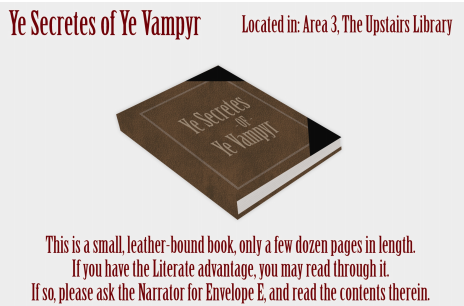 Ye Secretes of Ye Vampyr
Located in: Area 3, The Upstairs Library
Ye Secretes
- OF -
Ye Vampyr
This is a small, leather-bound book, only a few dozen pages in length.
If you have the Literate advantage, you may read through it.
If so, please ask the Narrator for Envelope E, and read the contents therein.